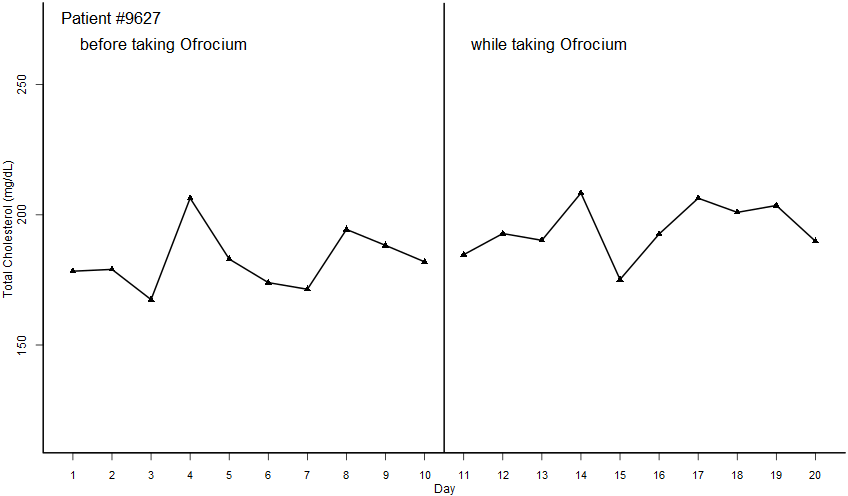 Patient #9627
before taking Ofrocium
while taking Ofrocium
Total Cholesterol (mg/dL)
250
200
150
1 2 3 4 5 6 7 8 9 10 11 12 13 14 15 16 17 18 19 20
Day